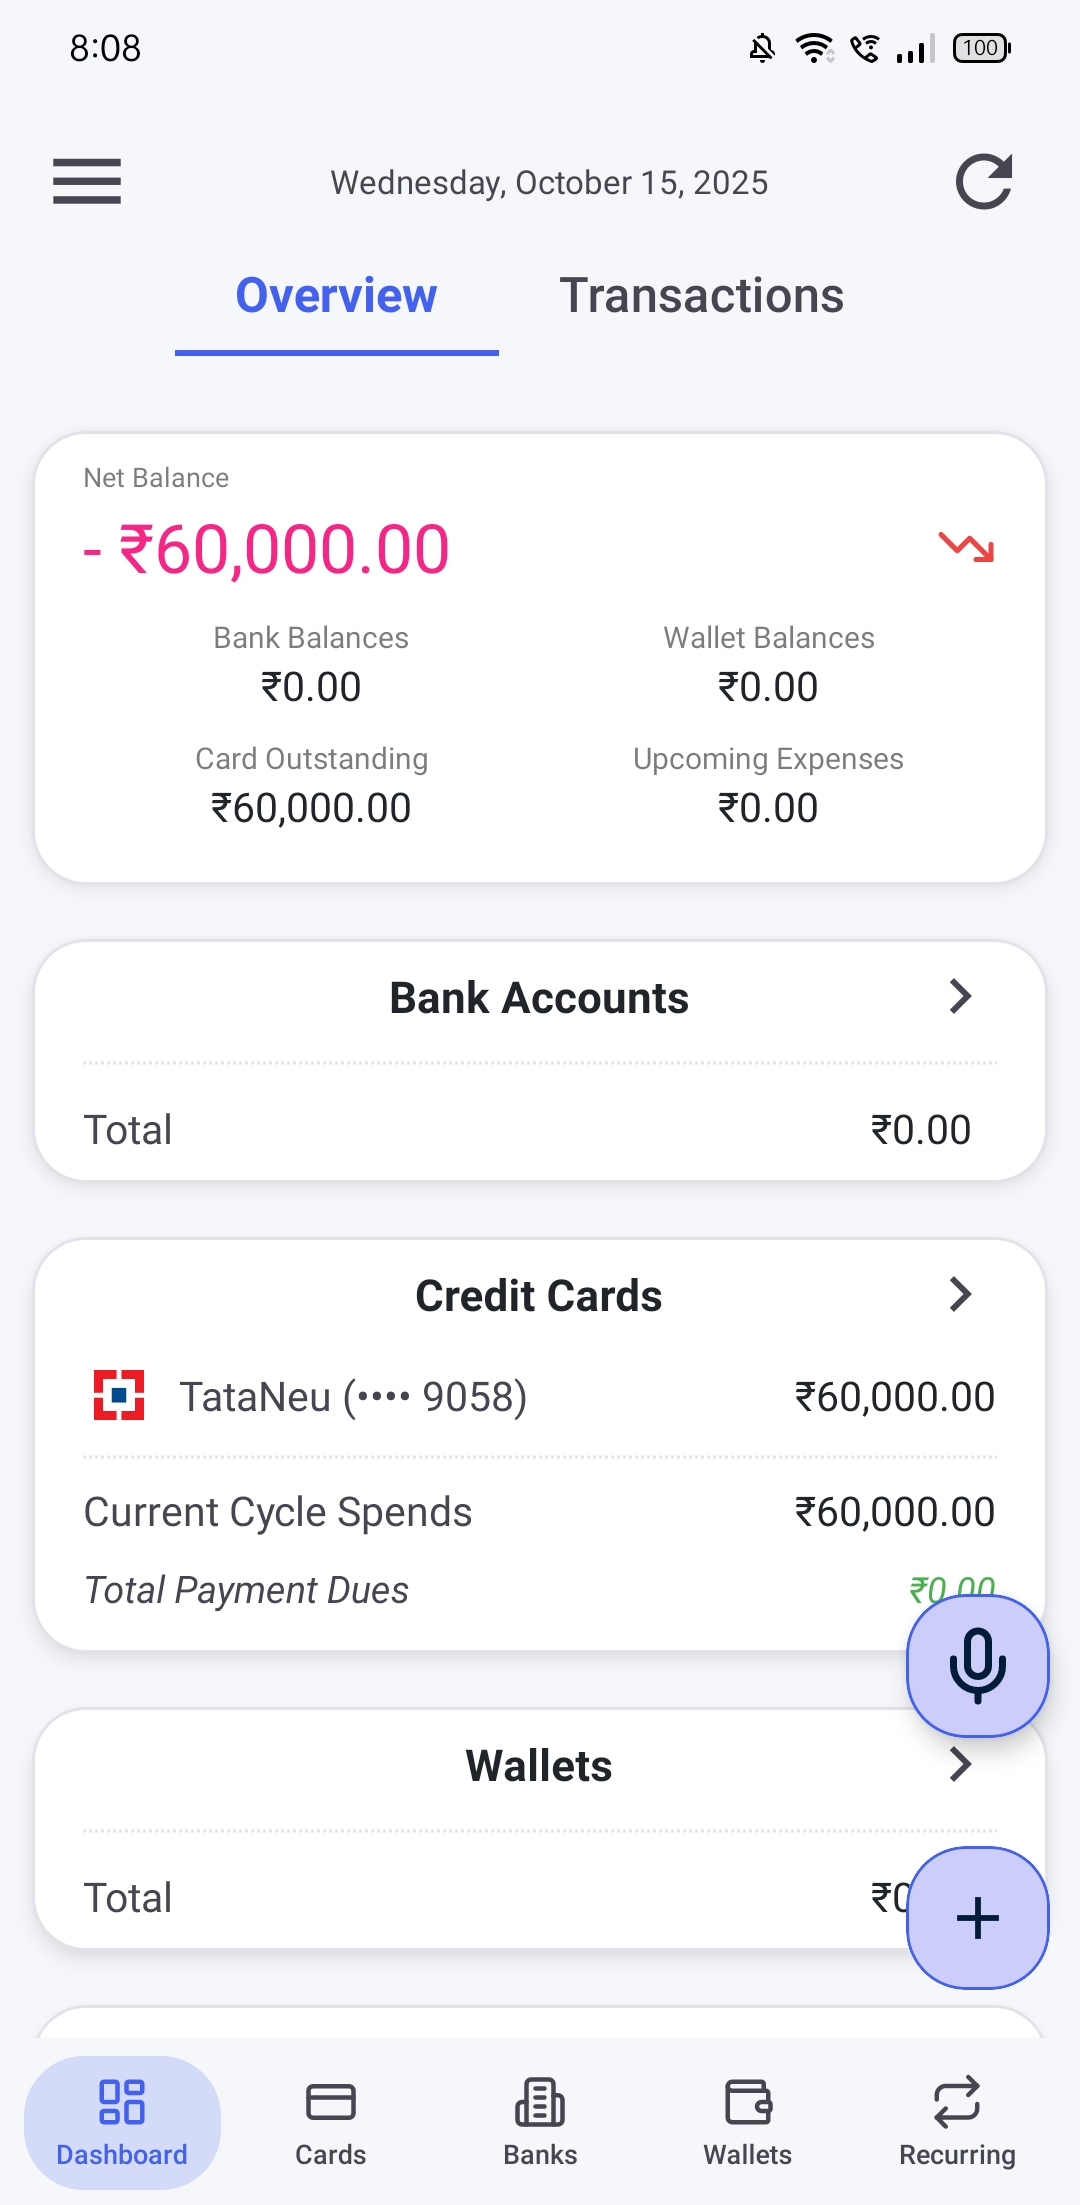 8:08
100
Wednesday, October 15, 2025
Overview Transactions
Net Balance
- ₹60,000.00
Bank Balances Wallet Balances
₹0.00 ₹0.00
Card Outstanding Upcoming Expenses
₹60,000.00 ₹0.00
Bank Accounts
Total ₹0.00
Credit Cards
TataNeu (•••• 9058) ₹60,000.00
Current Cycle Spends ₹60,000.00
Total Payment Dues ₹0.00
Wallets
Total
Dashboard Cards Banks Wallets Recurring